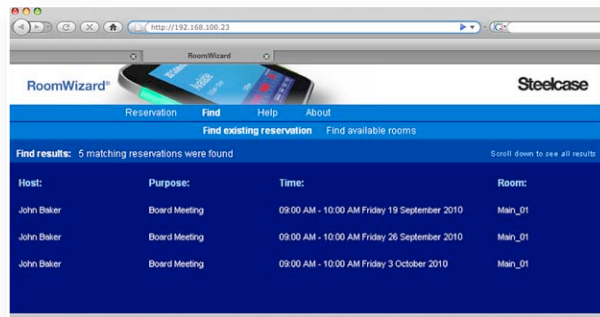 http://192.168.100.23
RoomWizard
RoomWizard®
Steelcase
Reservation Find Help About
Find existing reservation Find available rooms
Find results: 5 matching reservations were found Scroll down to see all results
Host: Purpose: Time: Room:
John Baker Board Meeting 09:00 AM - 10:00 AM Friday 19 September 2010 Main_01
John Baker Board Meeting 09:00 AM - 10:00 AM Friday 26 September 2010 Main_01
John Baker Board Meeting 09:00 AM - 10:00 AM Friday 3 October 2010 Main_01